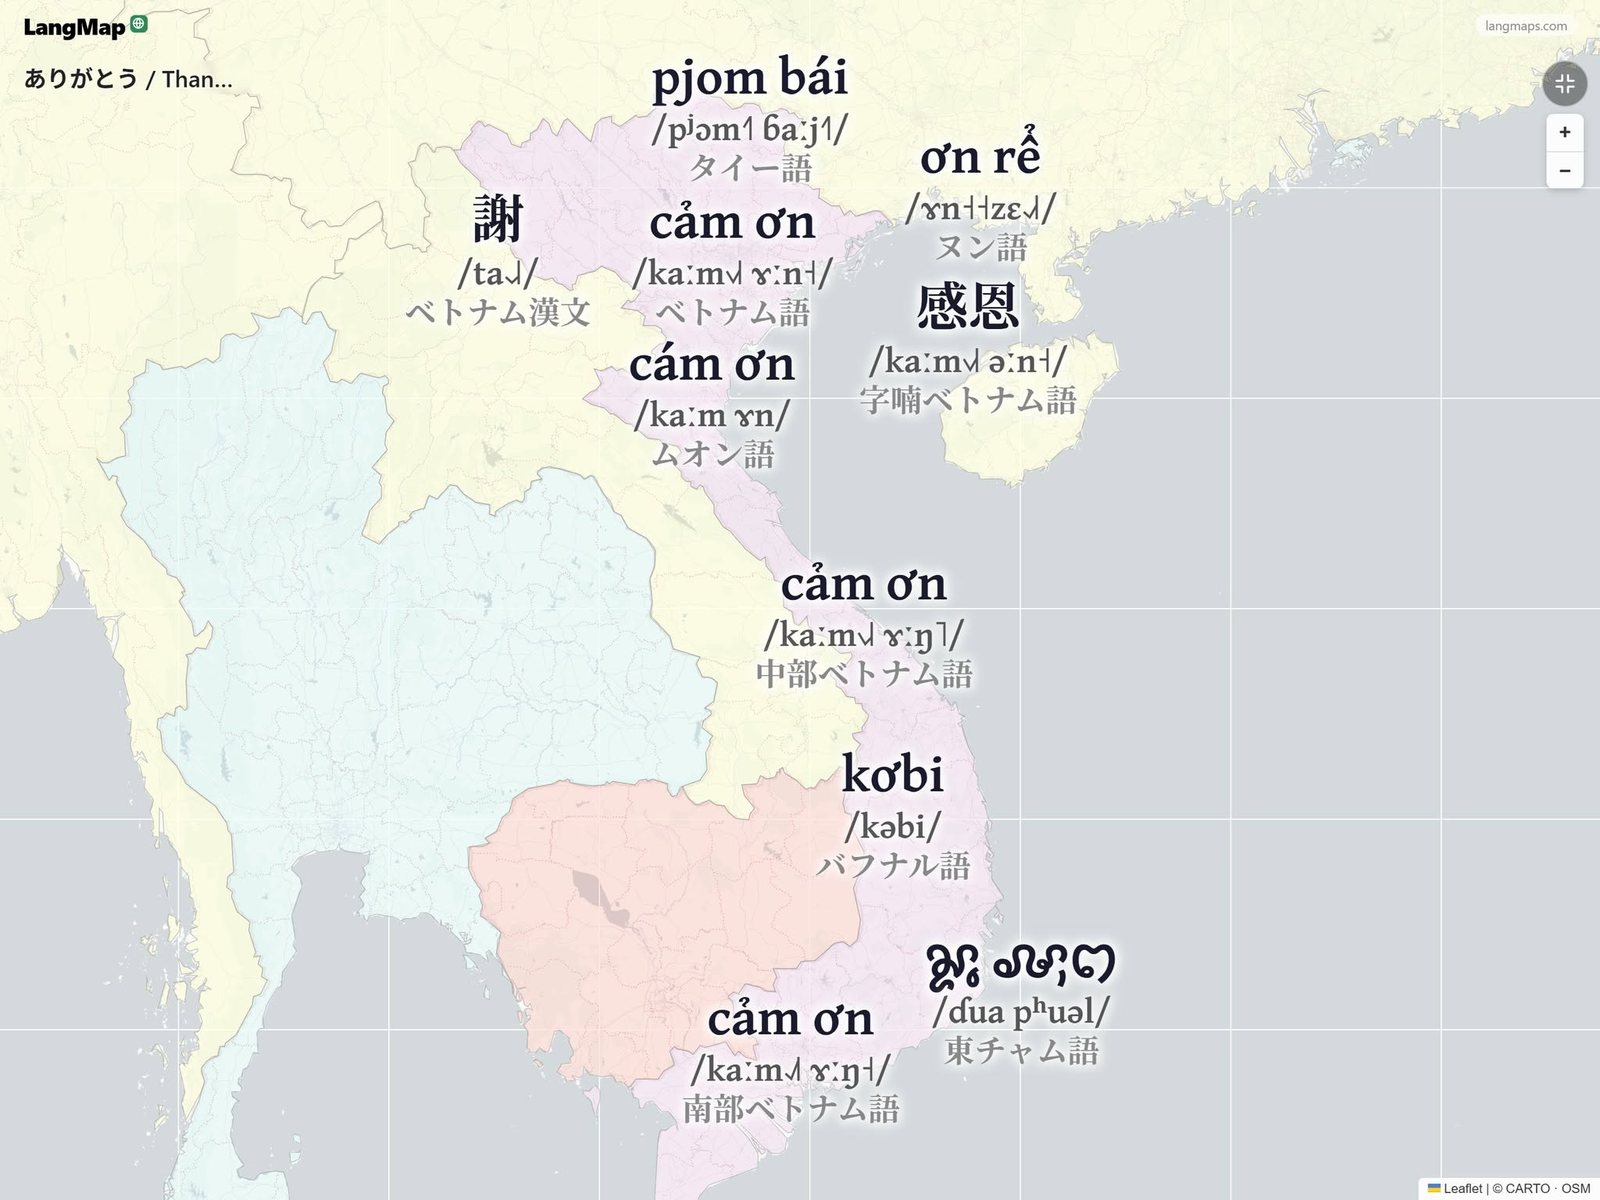 LangMap
langmaps.com
ありがとう / Than...
pjom bái
/pʲɔm˧˥ ɓaːj˧˥/
タイー語
ơn rể
/ɤn˧˧zɛ˨˩˦/
ヌン語
謝
/ta˨˩˦/
ベトナム漢文
cảm ơn
/kaːm˧˩˧ ɤːn˧/
ベトナム語
感恩
/kaːm˧˩˧ əːn˧/
字喃ベトナム語
cám ơn
/kaːm ɤn/
ムオン語
cảm ơn
/kaːm˧˩˧ ɤːŋ˥/
中部ベトナム語
kơbi
/kəbi/
バフナル語
/ɗua pʰuəl/
東チャム語
cảm ơn
/kaːm˨˩˦ ɤːŋ˧/
南部ベトナム語
+
−
Leaflet | © CARTO · OSM